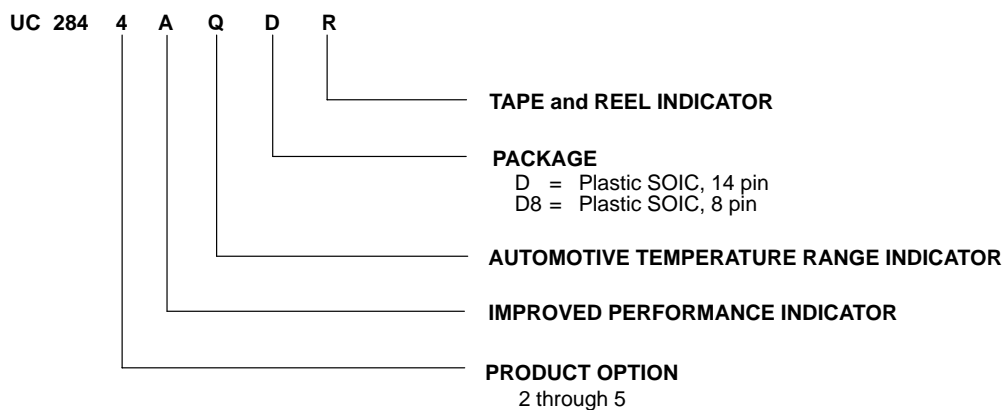 UC 284 4 A Q D R
TAPE and REEL INDICATOR
PACKAGE
D = Plastic SOIC, 14 pin
D8 = Plastic SOIC, 8 pin
AUTOMOTIVE TEMPERATURE RANGE INDICATOR
IMPROVED PERFORMANCE INDICATOR
PRODUCT OPTION
2 through 5